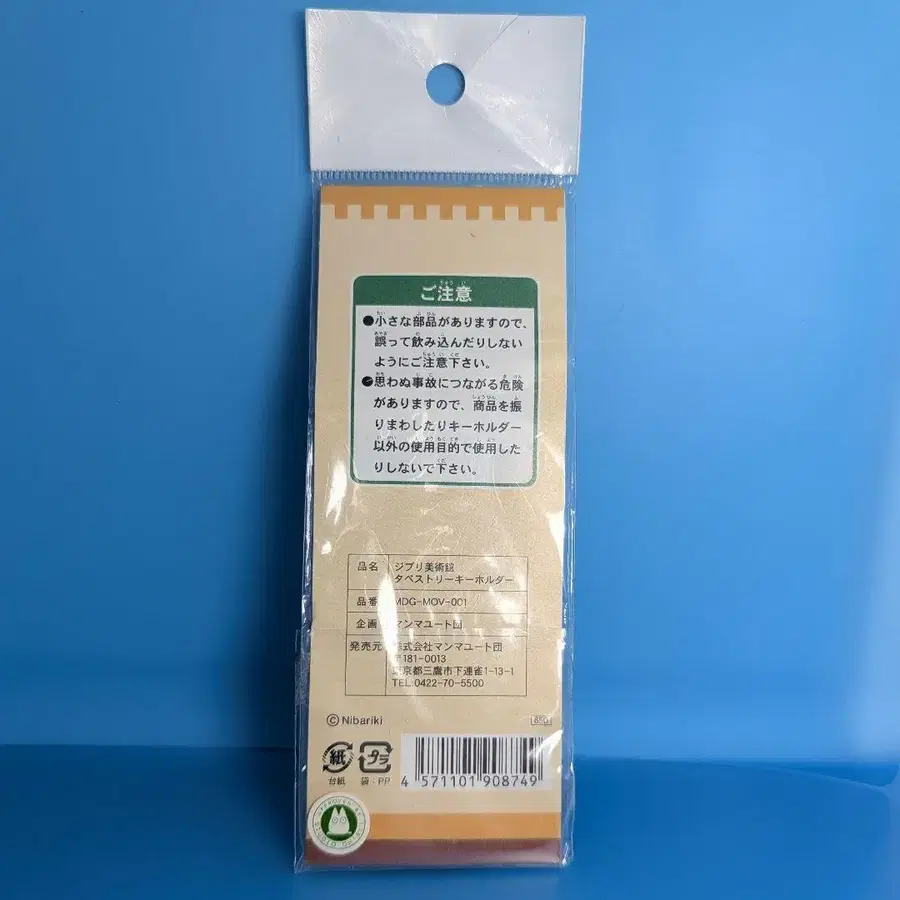 ご注意
●小さな部品がありますので、
誤って飲み込んだりしない
ようにご注意下さい。
●思わぬ事故につながる危険
がありますので、商品を振
りまわしたりキーホルダー
以外の使用目的で使用した
りしないで下さい。
品名 ジブリ美術館
タペストリーキーホルダー
品番 MDG-MOV-001
企画 マンマユート団
発売元 株式会社マンマユート団
〒181-0013
東京都三鷹市下連雀1-13-1
TEL.0422-70-5500
© Nibariki
850
紙 プラ
台紙 袋・PP
4 571101 908749